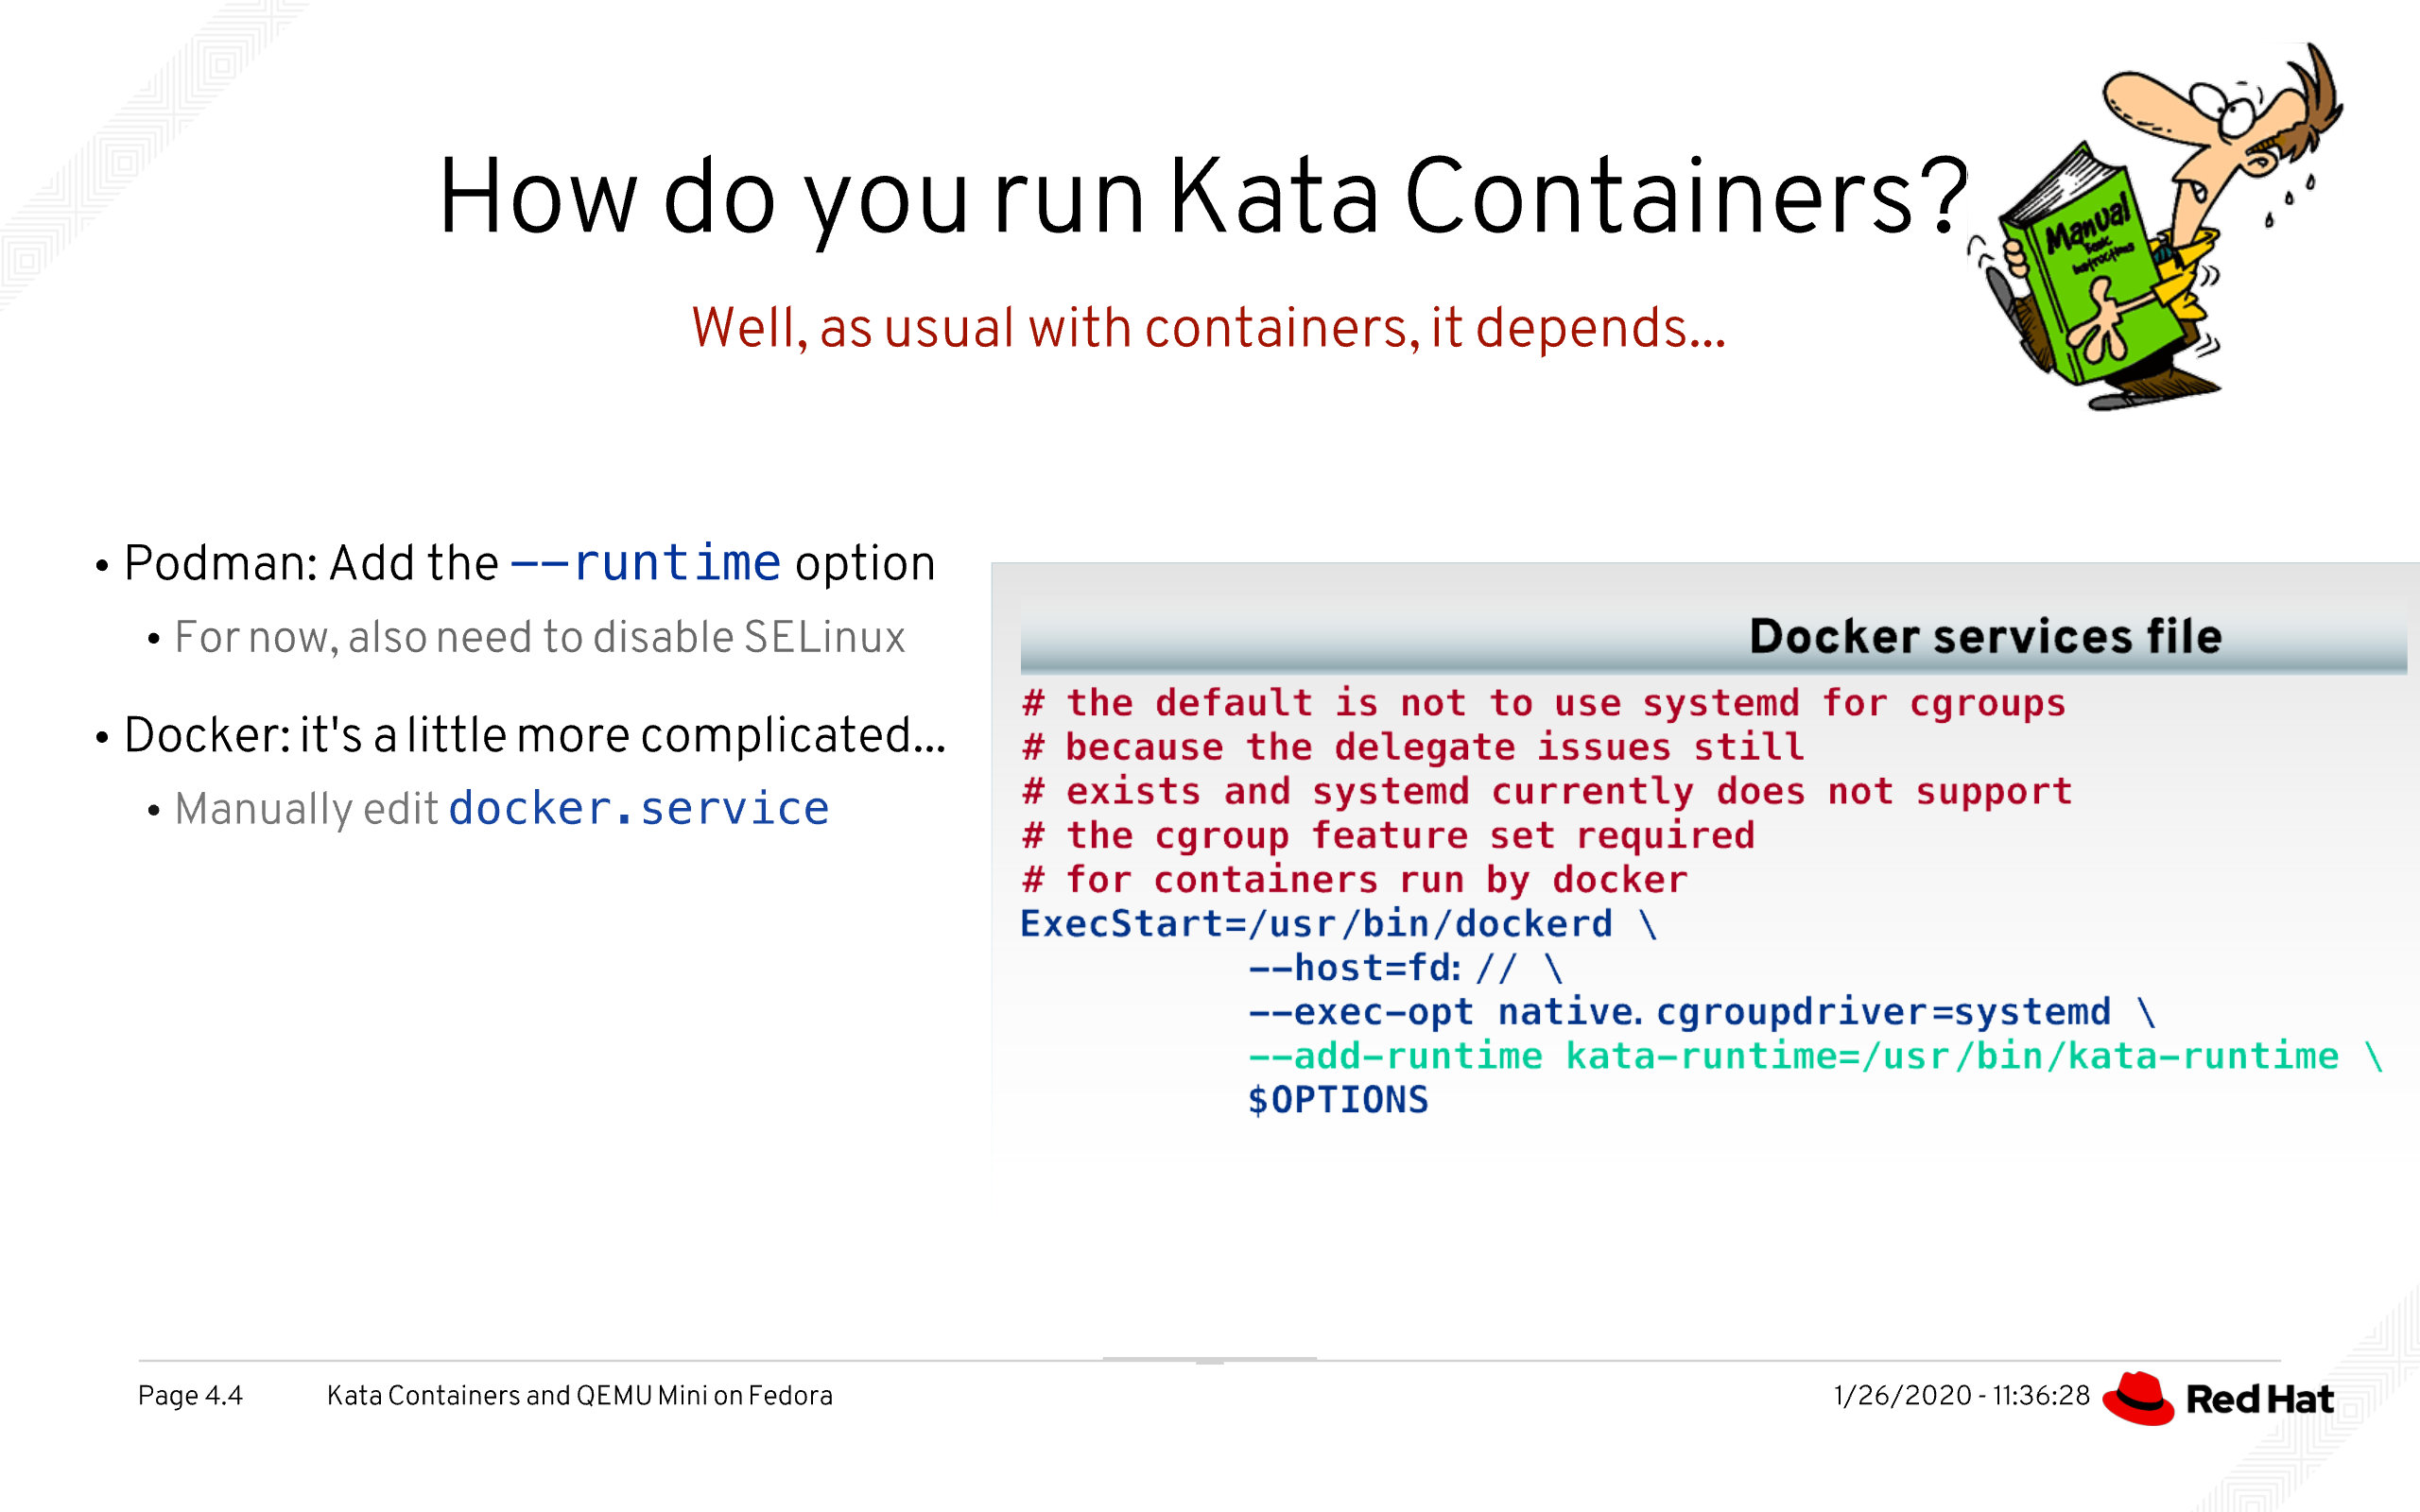 How do you run Kata Containers?
Manual
Basic
Instructions
Well, as usual with containers, it depends...
• Podman: Add the --runtime option
• For now, also need to disable SELinux
• Docker: it's a little more complicated...
• Manually edit docker.service
Docker services file
# the default is not to use systemd for cgroups
# because the delegate issues still
# exists and systemd currently does not support
# the cgroup feature set required
# for containers run by docker
ExecStart=/usr/bin/dockerd \
--host=fd:// \
--exec-opt native.cgroupdriver=systemd \
--add-runtime kata-runtime=/usr/bin/kata-runtime \
$OPTIONS
Page 4.4 Kata Containers and QEMU Mini on Fedora 1/26/2020 - 11:36:28 Red Hat